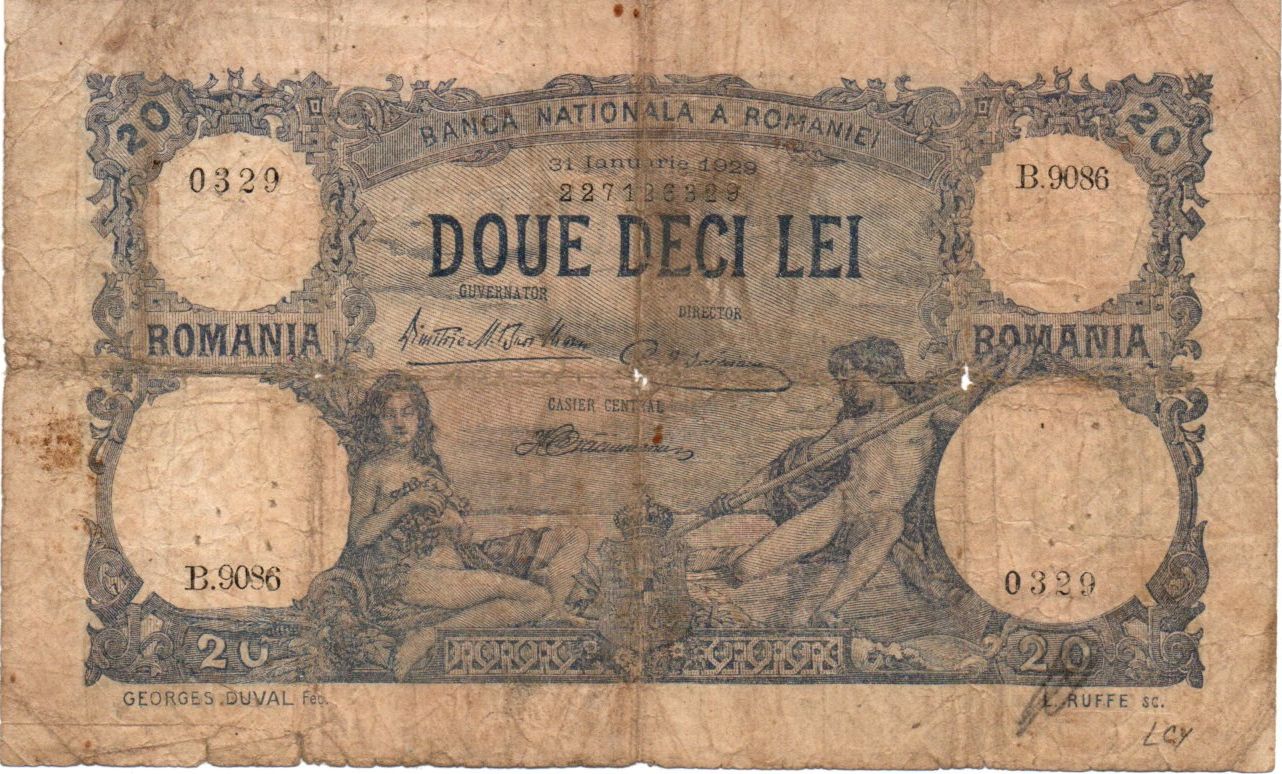 20
20
BANCA NATIONALA A ROMANIEI
31 Ianuarie 1929
0329
B.9086
227126329
DOUE DECI LEI
GUVERNATOR
DIRECTOR
ROMANIA
ROMANIA
CASIER CENTRAL
B.9086
0329
20
20
GEORGES DUVAL Fec.
L. RUFFE SC.
LCY